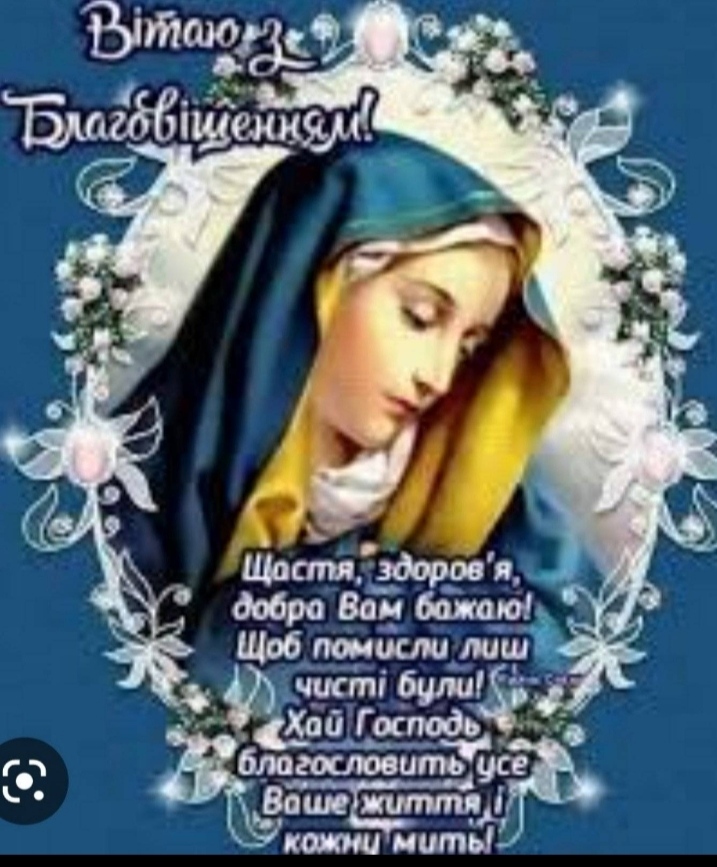 Вітаю з
Благовіщенням!
Щастя, здоров'я,
добра Вам бажаю!
Щоб помисли лиш
чисті були!
Хай Господь
благословить усе
Ваше життя, і
кожну мить!